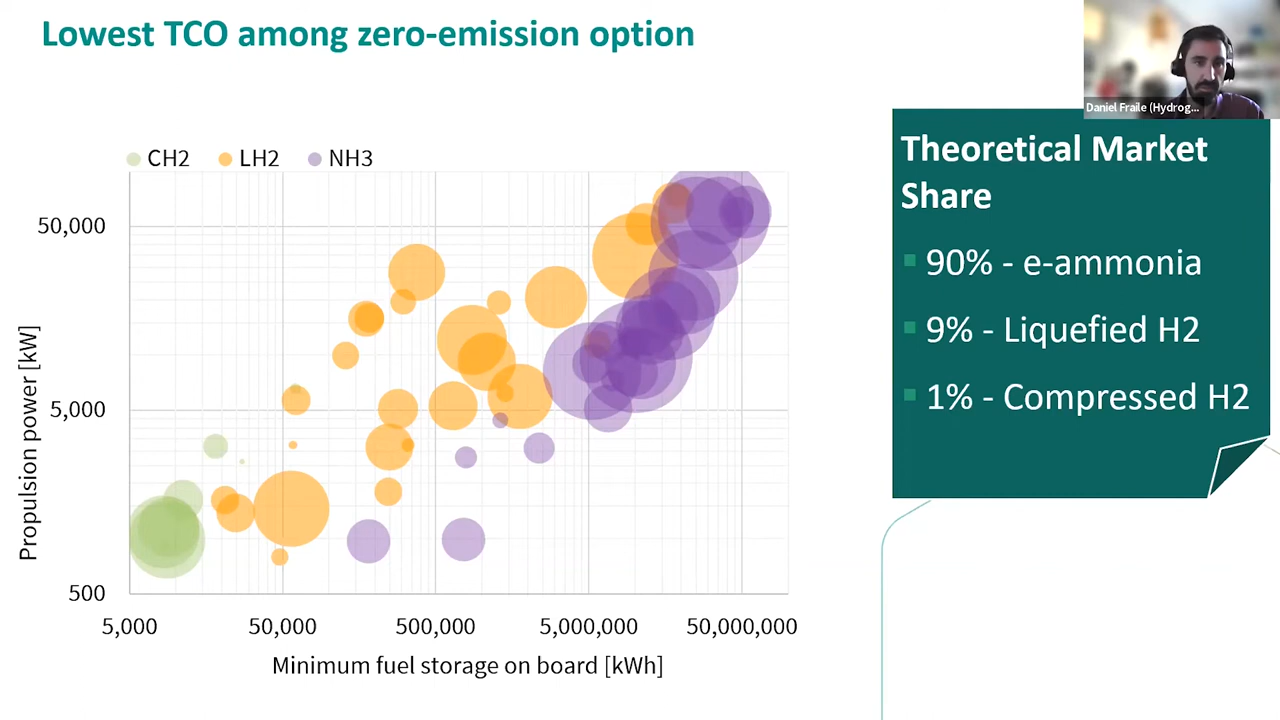 Lowest TCO among zero-emission option
Daniel Fraile (Hydrog...
CH2 LH2 NH3
50,000
5,000
500
Propulsion power [kW]
5,000 50,000 500,000 5,000,000 50,000,000
Minimum fuel storage on board [kWh]
Theoretical Market
Share
90% - e-ammonia
9% - Liquefied H2
1% - Compressed H2